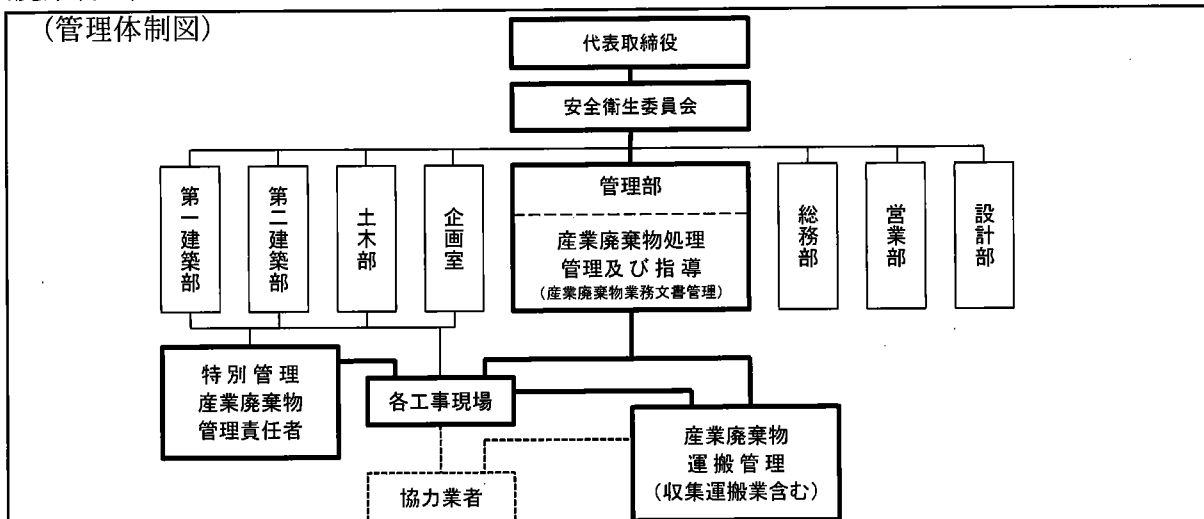 (管理体制図)
代表取締役
安全衛生委員会
第一建築部
第二建築部
土木部
企画室
管理部
産業廃棄物処理
管理及び指導
(産業廃棄物業務文書管理)
総務部
営業部
設計部
特別管理
産業廃棄物
管理責任者
各工事現場
産業廃棄物
運搬管理
(収集運搬業含む)
協力業者